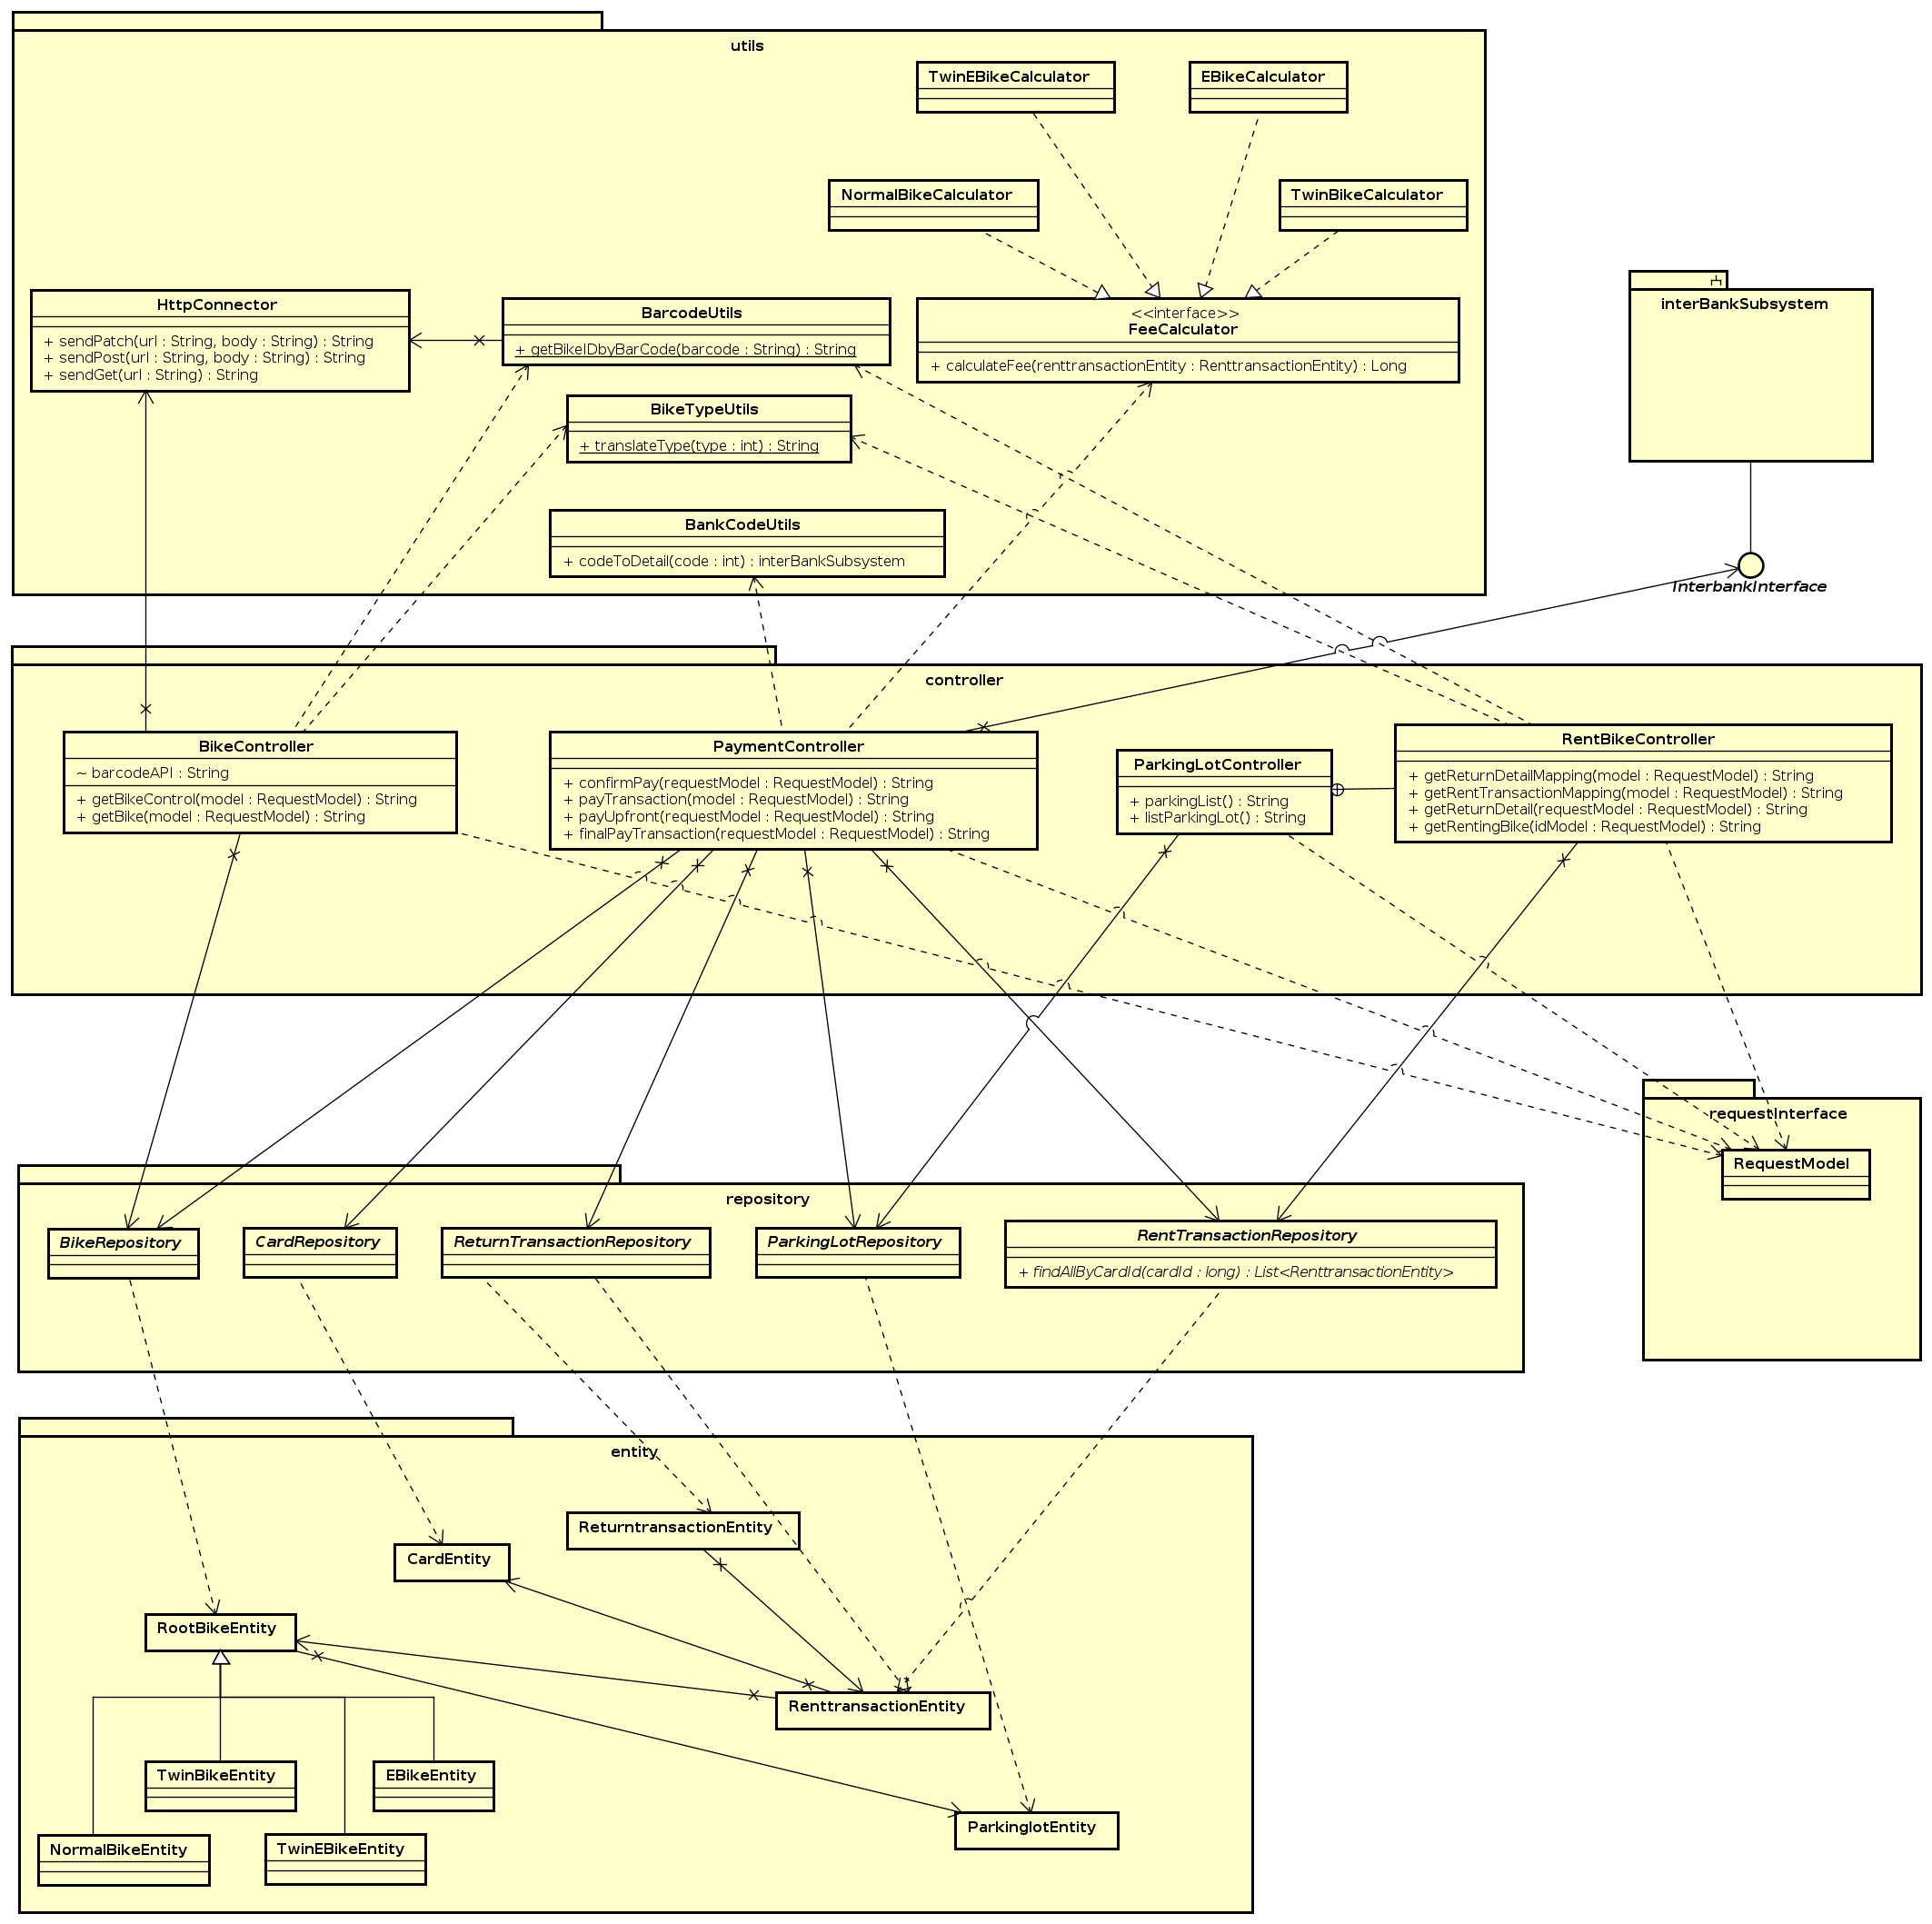 utils
TwinEBikeCalculator
EBikeCalculator
NormalBikeCalculator
TwinBikeCalculator
HttpConnector
+ sendPatch(url : String, body : String) : String
+ sendPost(url : String, body : String) : String
+ sendGet(url : String) : String
BarcodeUtils
+ getBikeIDbyBarCode(barcode : String) : String
<<interface>>
FeeCalculator
+ calculateFee(renttransactionEntity : RenttransactionEntity) : Long
BikeTypeUtils
+ translateType(type : int) : String
BankCodeUtils
+ codeToDetail(code : int) : interBankSubsystem
interBankSubsystem
InterbankInterface
controller
BikeController
~ barcodeAPI : String
+ getBikeControl(model : RequestModel) : String
+ getBike(model : RequestModel) : String
PaymentController
+ confirmPay(requestModel : RequestModel) : String
+ payTransaction(model : RequestModel) : String
+ payUpfront(requestModel : RequestModel) : String
+ finalPayTransaction(requestModel : RequestModel) : String
ParkingLotController
+ parkingList() : String
+ listParkingLot() : String
RentBikeController
+ getReturnDetailMapping(model : RequestModel) : String
+ getRentTransactionMapping(model : RequestModel) : String
+ getReturnDetail(requestModel : RequestModel) : String
+ getRentingBike(idModel : RequestModel) : String
requestInterface
RequestModel
repository
BikeRepository
CardRepository
ReturnTransactionRepository
ParkingLotRepository
RentTransactionRepository
+ findAllByCardId(cardId : long) : List<RenttransactionEntity>
entity
ReturntransactionEntity
CardEntity
RootBikeEntity
RenttransactionEntity
TwinBikeEntity
EBikeEntity
ParkinglotEntity
NormalBikeEntity
TwinEBikeEntity